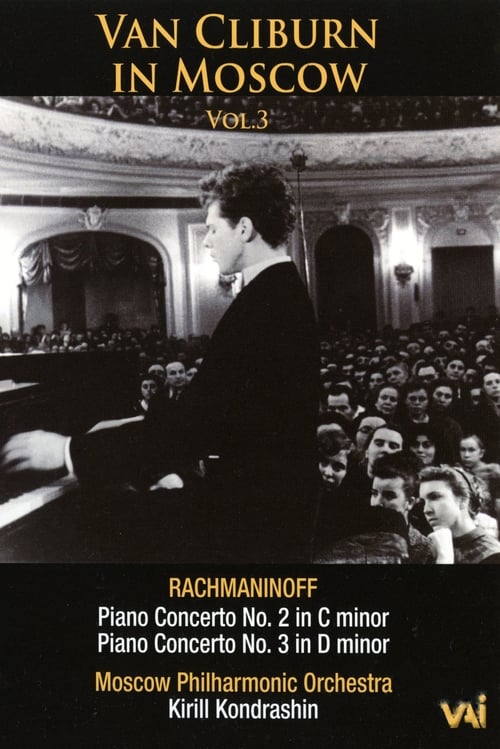 Van Cliburn
in Moscow
Vol.3
RACHMANINOFF
Piano Concerto No. 2 in C minor
Piano Concerto No. 3 in D minor
Moscow Philharmonic Orchestra
Kirill Kondrashin
VAI